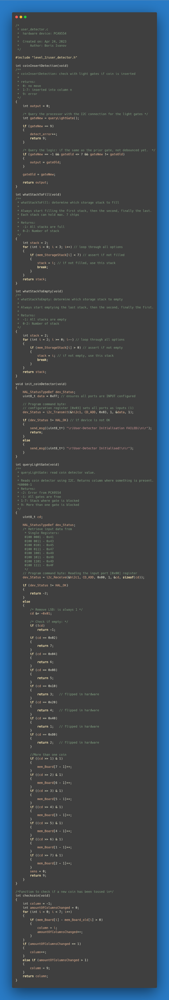 /*
 * user_detector.c
 *  hardware device: PCA9554
 *
 *  Created on: Apr 24, 2023
 *      Author: Boris Ivanov
 */

#include "level_2/user_detector.h"

int coinInsertDetection(void)
/**
 * coinInsertDetection: check with light gates if coin is inserted
 *
 * returns:
 *  0: no move
 *  1-7: inserted into column n
 *  9: error
 */
{
    int output = 0;

    /* Query the processor with the I2C connection for the light gates */
    int gateNew = queryLightGate();

    if (gateNew == 9)
    {
        detect_error++;
        return 9;
    }

    /* Query the logic: if the same as the prior gate, not debounced yet.  */
    if (gateNew == -1 && gateOld <= 7 && gateNew != gateOld)
    {
        output = gateOld;
    }

    gateOld = gateNew;

    return output;
}

int whatStackToFill(void)
/**
 * whatStackToFill: determine which storage stack to fill
 *
 * Always start filling the first stack, then the second, finally the last.
 * Each stack can hold max. 7 chips
 *
 * Returns:
 *  -1: All stacks are full
 *  0-2: Number of stack
 */
{
    int stack = 2;
    for (int i = 0; i < 3; i++) // loop through all options
    {
        if (mem_StorageStack[i] < 7) // assert if not filled
        {
            stack = i; // if not filled, use this stack
            break;
        }
    }
    return stack;
}

int whatStackToEmpty(void)
/**
 * whatStackToEmpty: determine which storage stack to empty
 *
 * Always start emptying the last stack, then the second, finally the first.
 *
 * Returns:
 *  -1: All stacks are empty
 *  0-2: Number of stack
 */
{
    int stack = 2;
    for (int i = 2; i >= 0; i--) // loop through all options
    {
        if (mem_StorageStack[i] > 0) // assert if not empty
        {
            stack = i; // if not empty, use this stack
            break;
        }
    }
    return stack;
}

void init_coinDetector(void)
{
    HAL_StatusTypeDef dev_Status;
    uint8_t data = 0xFF; // ensures all ports are INPUT configured

    // Program command byte:
    // configuration register [0x03] sets all ports as inputs (1)
    dev_Status = i2c_Transmit(&hi2c1, CD_ADD, 0x03, 1, &data, 1);

    if (dev_Status != HAL_OK) // if device is not OK
    {
        send_msg((uint8_t*) "\r¡User-Detector Initialisation FAILED¡\n\r");
        return;
    }
    else
    {
        send_msg((uint8_t*) "\r!User-Detector Initialised!\n\r");
    }
}

int queryLightGate(void)
/**
 * queryLightGate: read coin detector value.
 *
 * Reads coin detector using I2C. Returns column where something is present.
 *60000-1
 * Returns:
 * -2: Error from PCA9554
 * -1: All gates are free
 * 1-7: Stack where gate is blocked
 * 9: More than one gate is blocked
 */
{
    uint8_t cd;

    HAL_StatusTypeDef dev_Status;
    /* Retrieve input data from
     * Single Registers:
     0100 0001 - 0x41
     0100 0011 - 0x43
     0100 0101 - 0x45
     0100 0111 - 0x47
     0100 1001 - 0x49
     0100 1011 - 0x4B
     0100 1101 - 0x4D
     0100 1111 - 0x4F
     */
    // Program command byte: Reading the input port [0x00] register
    dev_Status = i2c_Receive(&hi2c1, CD_ADD, 0x00, 1, &cd, sizeof(cd));

    if (dev_Status != HAL_OK)
    {
        return -2;
    }
    else
    {
        /* Remove LSB: is always 1 */
        cd &= ~0x01;

        /* Check if empty: */
        if (!cd)
            return -1;

        if (cd == 0x02)
        {
            return 7;
        }
        if (cd == 0x04)
        {
            return 6;
        }
        if (cd == 0x08)
        {
            return 5;
        }
        if (cd == 0x10)
        {
            return 3;   // flipped in hardware
        }
        if (cd == 0x20)
        {
            return 4;   // flipped in hardware
        }
        if (cd == 0x40)
        {
            return 1;   // flipped in hardware
        }
        if (cd == 0x80)
        {
            return 2;   // flipped in hardware
        }

        //More than one coin
        if ((cd >> 1) & 1)
        {
            mem_Board[7 - 1]++;
        }
        if ((cd >> 2) & 1)
        {
            mem_Board[6 - 1]++;
        }
        if ((cd >> 3) & 1)
        {
            mem_Board[5 - 1]++;
        }
        if ((cd >> 4) & 1)
        {
            mem_Board[3 - 1]++;
        }
        if ((cd >> 5) & 1)
        {
            mem_Board[4 - 1]++;
        }
        if ((cd >> 6) & 1)
        {
            mem_Board[1 - 1]++;
        }
        if ((cd >> 7) & 1)
        {
            mem_Board[2 - 1]++;
        }
        sens = 0;
        return 9;
    }
}

/*Function to check if a new coin has been tossed in*/
int checkcoin(void)
{
    int column = -1;
    int amountOfColumnsChanged = 0;
    for (int i = 0; i < 7; i++)
    {
        if (mem_Board[i] - mem_Board_old[i] > 0)
        {
            column = i;
            amountOfColumnsChanged++;
        }
    }
    if (amountOfColumnsChanged == 1)
    {
        column++;
    }
    else if (amountOfColumnsChanged > 1)
    {
        column = 9;
    }
    return column;
}